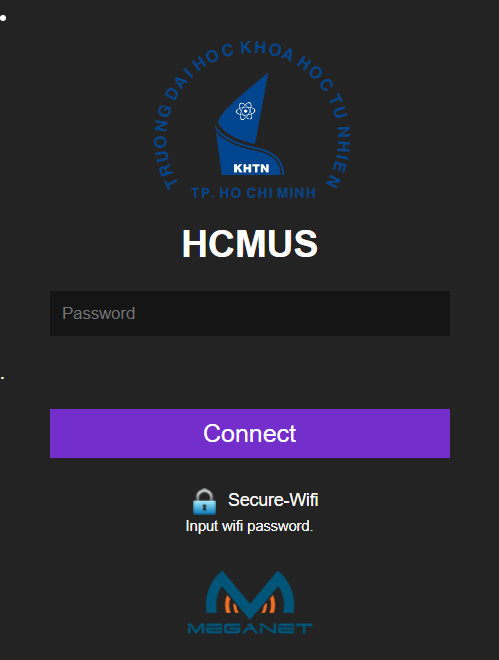 TRUONG DAI HOC KHOA HOC TU NHIEN
KHTN
TP. HO CHI MINH
HCMUS
Password
Connect
Secure-Wifi
Input wifi password.
MEGANET